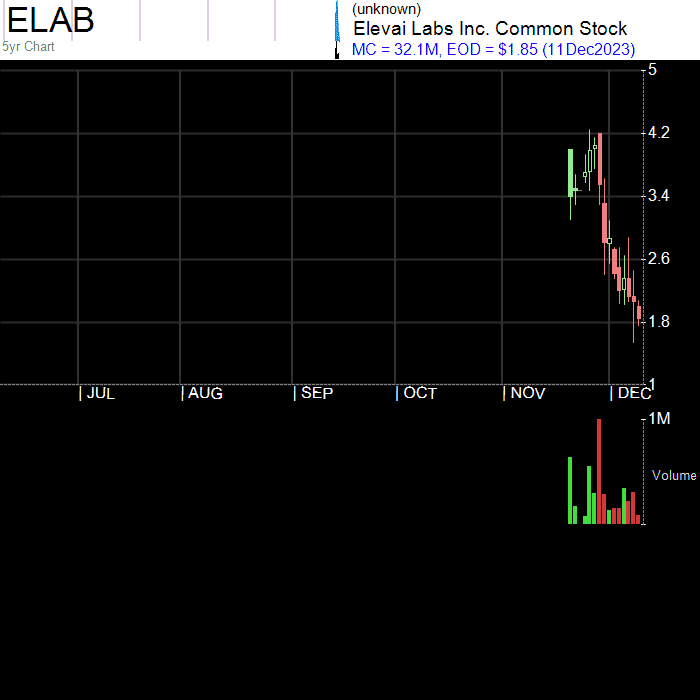 ELAB
(unknown)
Elevai Labs Inc. Common Stock
5yr Chart
MC = 32.1M, EOD = $1.85 (11Dec2023)
5
4.2
3.4
2.6
1.8
1
| JUL | AUG | SEP | OCT | NOV | DEC
1M
Volume